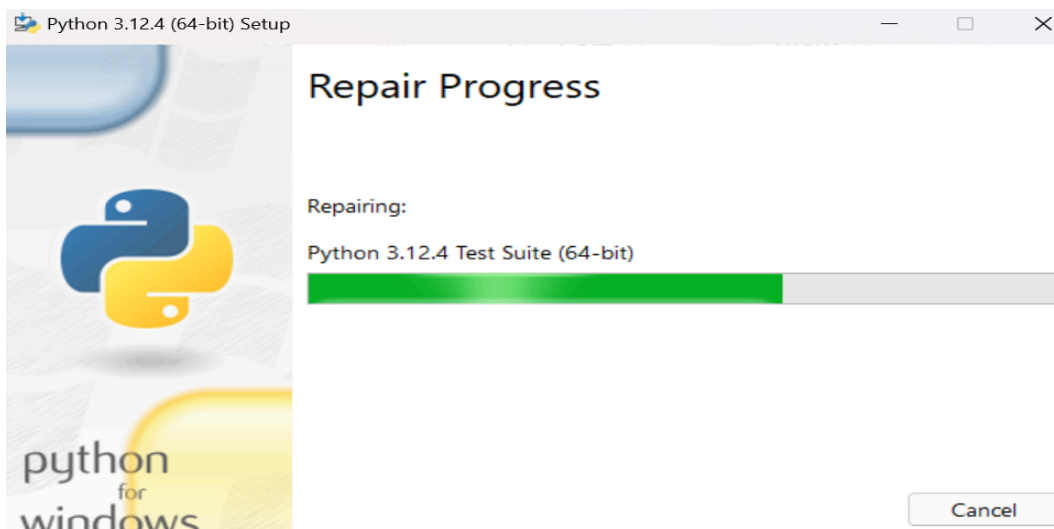 Python 3.12.4 (64-bit) Setup
Repair Progress
Repairing:
Python 3.12.4 Test Suite (64-bit)
python
for
windows
Cancel